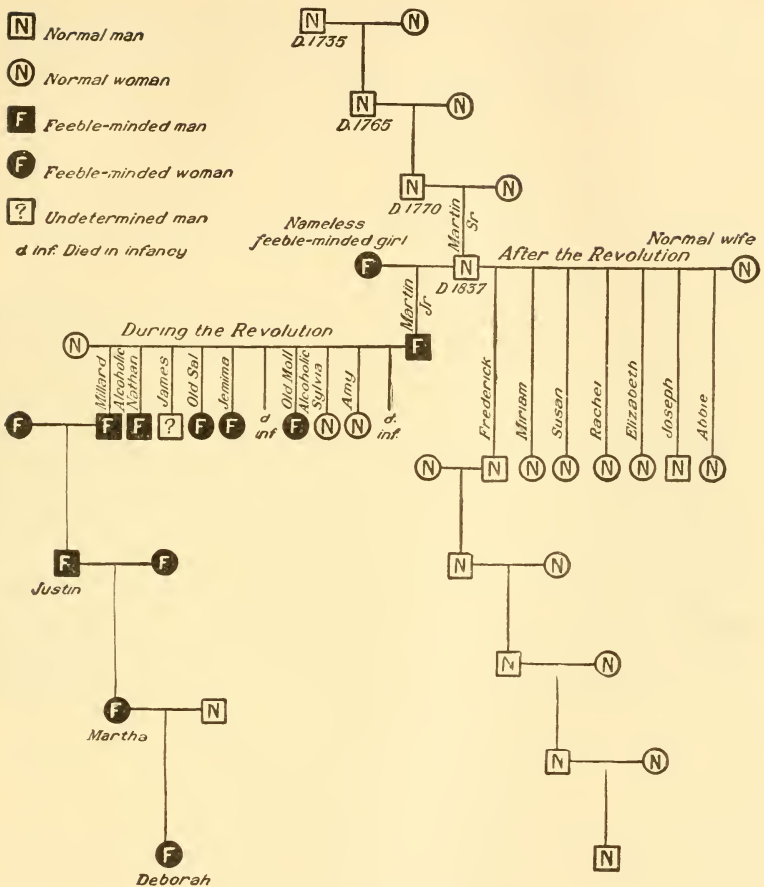 N Normal man
N Normal woman
F Feeble-minded man
F Feeble-minded woman
? Undetermined man
d. Inf. Died in infancy
N N
D.1735
N N
D.1765
N N
D 1770
Martin Sr
Nameless
feeble-minded girl
After the Revolution
Normal wife
F N N
D 1837
Martin Jr
During the Revolution
N F
Millard
Alcoholic
Nathan
James
Old Sal
Jemima
d
inf
Old Moll
Alcoholic
Sylvia
Amy
d.
inf.
Frederick
Miriam
Susan
Rachel
Elizabeth
Joseph
Abbie
F F F ? F F F N N
N N N N N N N N
F F
Justin
N N
N N
F N
Martha
N N
F
Deborah
N